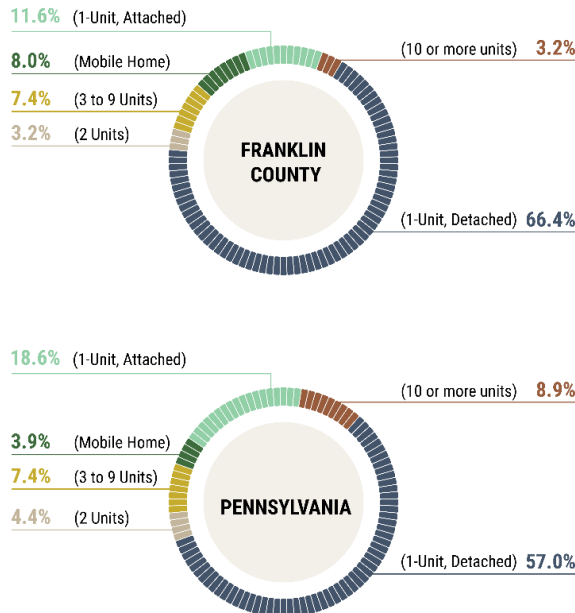 11.6% (1-Unit, Attached)
(10 or more units) 3.2%
8.0% (Mobile Home)
7.4% (3 to 9 Units)
3.2% (2 Units)
FRANKLIN
COUNTY
(1-Unit, Detached) 66.4%
18.6% (1-Unit, Attached)
(10 or more units) 8.9%
3.9% (Mobile Home)
7.4% (3 to 9 Units)
4.4% (2 Units)
PENNSYLVANIA
(1-Unit, Detached) 57.0%